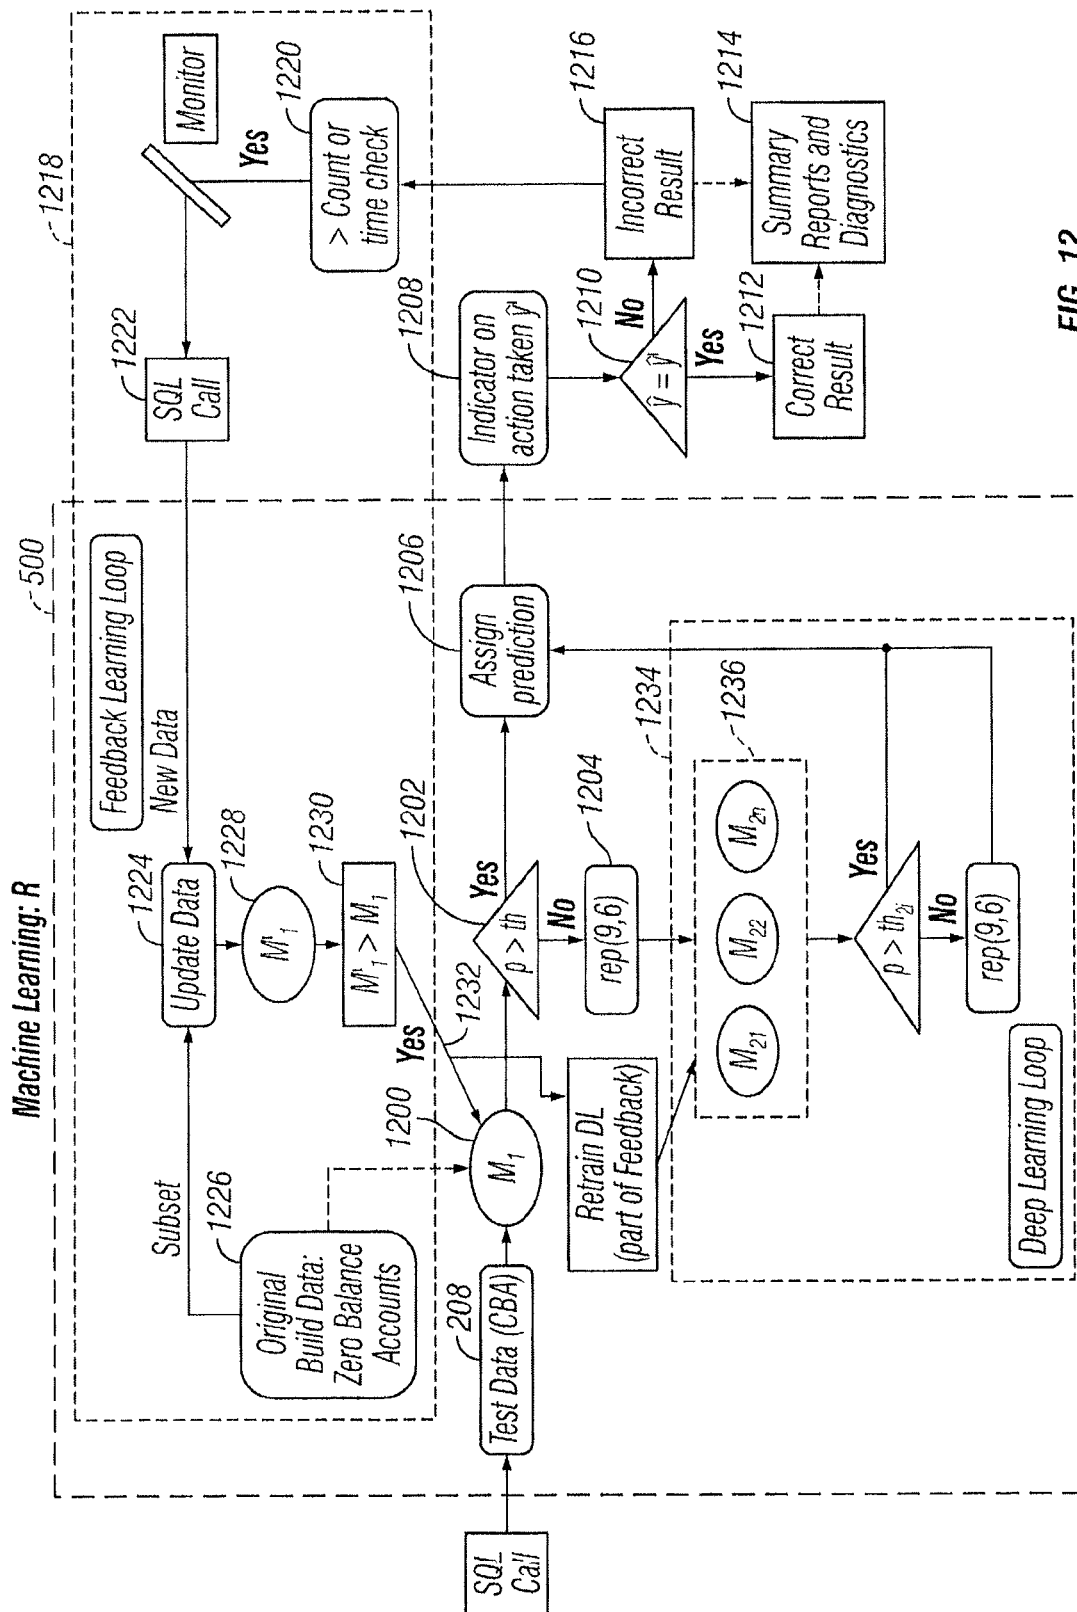 Machine Learning: R
500
1218
Feedback Learning Loop
Monitor
Yes
1220
> Count or
time check
1222
SQL
Call
New Data
1224
Update Data
Subset
1226
Original
Build Data:
Zero Balance
Accounts
1228
M'1
1230
M'1 > M1
Yes
1232
SQL
Call
208
Test Data (CBA)
1200
M1
1202
p > th
Yes
No
1204
rep(9,6)
1206
Assign
prediction
1208
Indicator on
action taken ŷ'
1210
ŷ = ŷ'
No
Yes
1216
Incorrect
Result
1212
Correct
Result
1214
Summary
Reports and
Diagnostics
Retrain DL
(part of Feedback)
1234
1236
M21
M22
M2n
p > th2i
Yes
No
rep(9,6)
Deep Learning Loop
FIG. 12